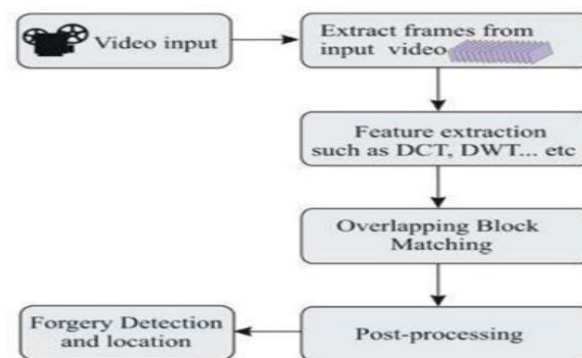 Video input
Extract frames from
input video
Feature extraction
such as DCT, DWT... etc
Overlapping Block
Matching
Post-processing
Forgery Detection
and location